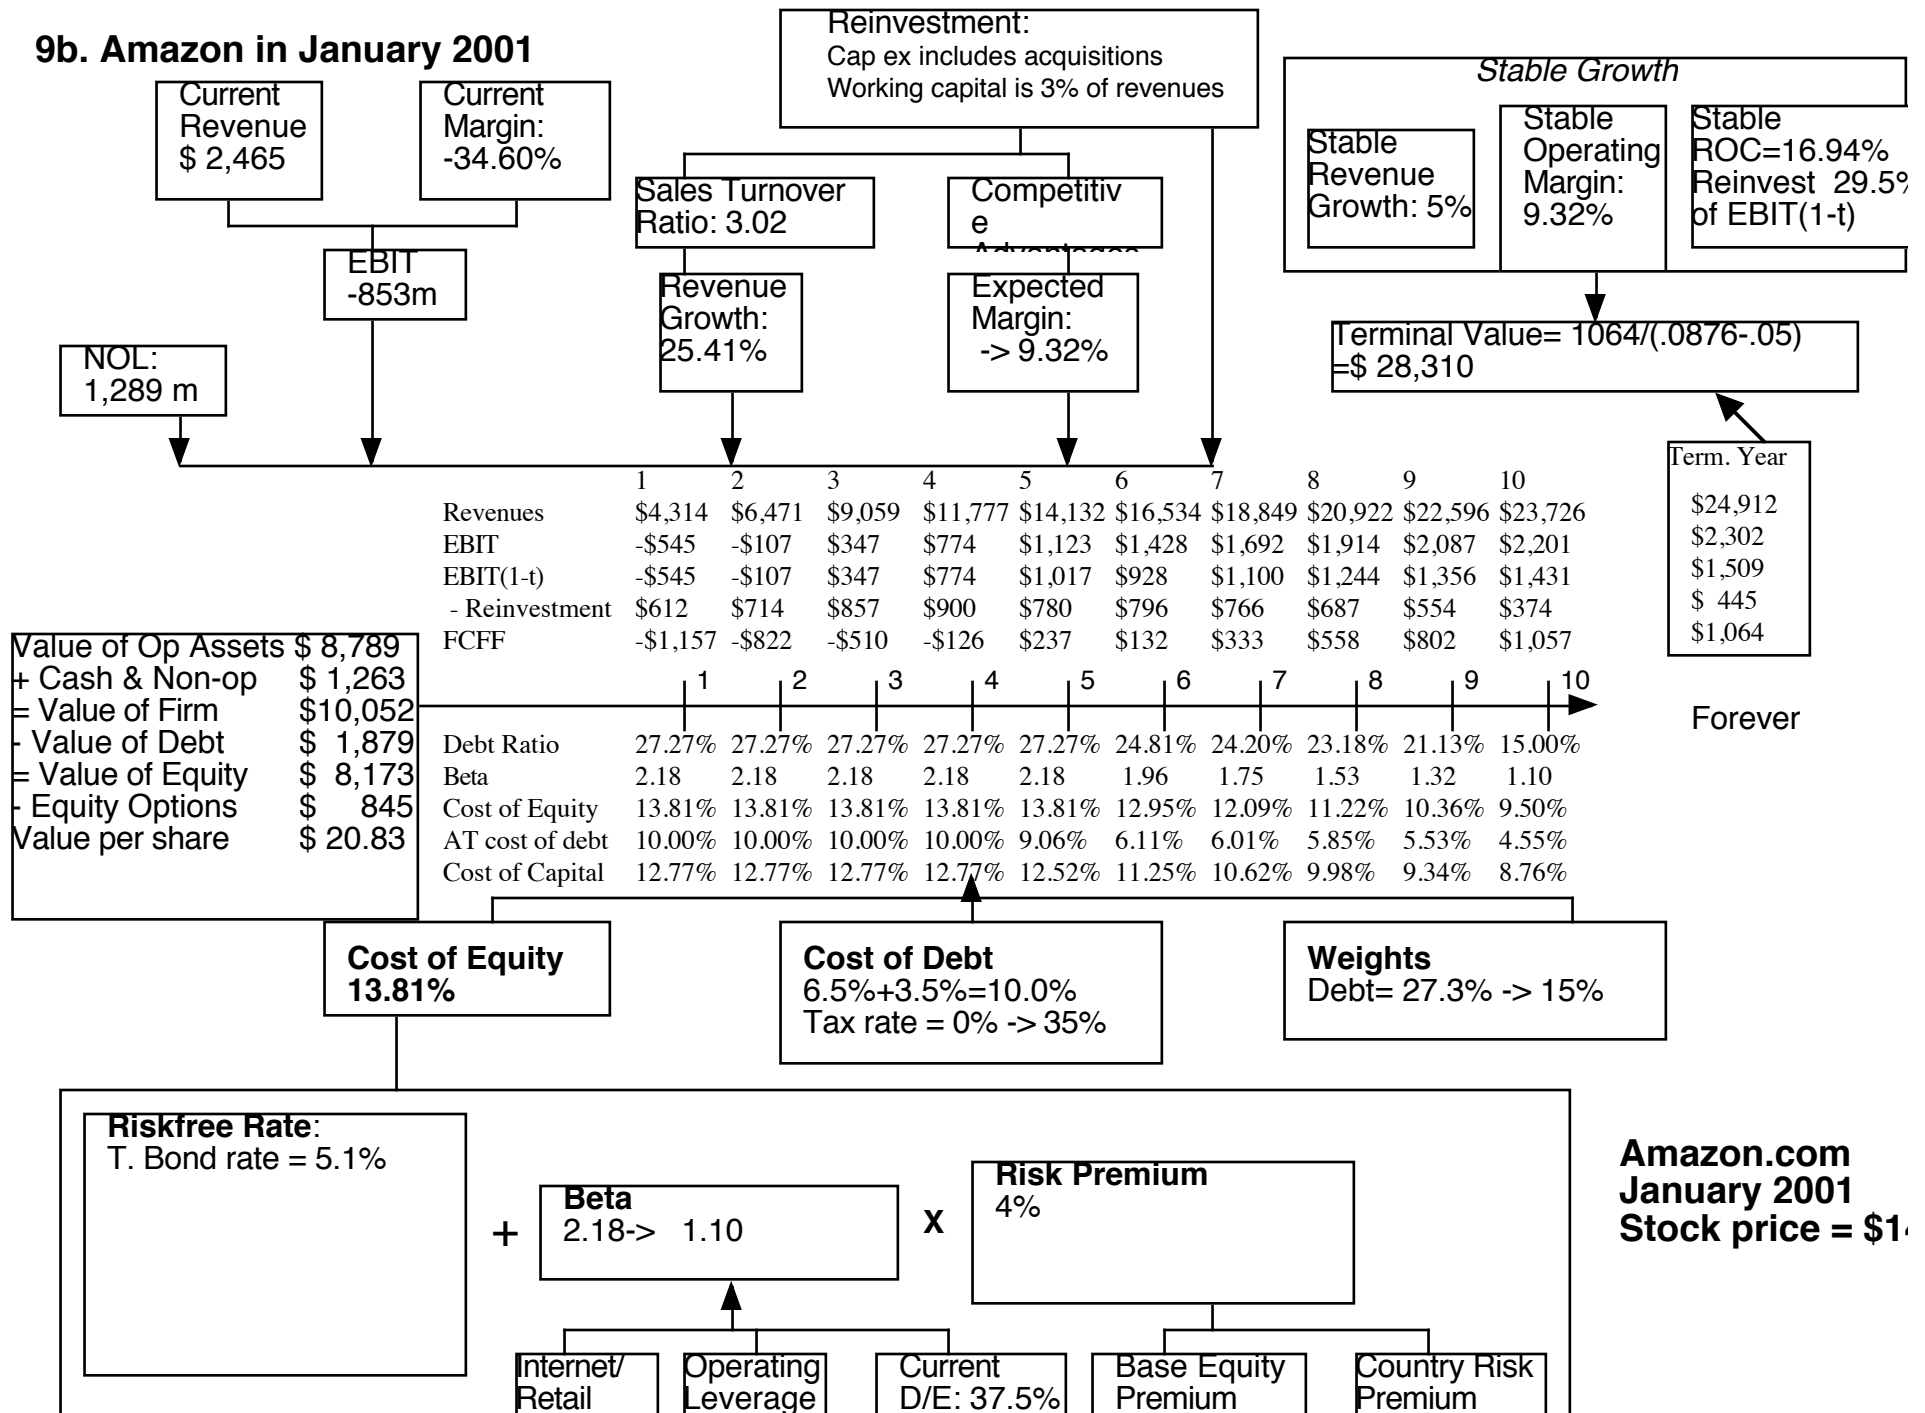 9b. Amazon in January 2001
Reinvestment:
Cap ex includes acquisitions
Working capital is 3% of revenues
Stable Growth
Current
Revenue
$ 2,465
Current
Margin:
-34.60%
Stable
Revenue
Growth: 5%
Stable
Operating
Margin:
9.32%
Stable
ROC=16.94%
Reinvest 29.5%
of EBIT(1-t)
Sales Turnover
Ratio: 3.02
Competitiv
e
Advantages
EBIT
-853m
Revenue
Growth:
25.41%
Expected
Margin:
-> 9.32%
NOL:
1,289 m
Terminal Value= 1064/(.0876-.05)
=$ 28,310
Term. Year
$24,912
$2,302
$1,509
$ 445
$1,064
1 2 3 4 5 6 7 8 9 10
Revenues $4,314 $6,471 $9,059 $11,777 $14,132 $16,534 $18,849 $20,922 $22,596 $23,726
EBIT -$545 -$107 $347 $774 $1,123 $1,428 $1,692 $1,914 $2,087 $2,201
EBIT(1-t) -$545 -$107 $347 $774 $1,017 $928 $1,100 $1,244 $1,356 $1,431
- Reinvestment $612 $714 $857 $900 $780 $796 $766 $687 $554 $374
FCFF -$1,157 -$822 -$510 -$126 $237 $132 $333 $558 $802 $1,057
Value of Op Assets $ 8,789
+ Cash & Non-op $ 1,263
= Value of Firm $10,052
- Value of Debt $ 1,879
= Value of Equity $ 8,173
- Equity Options $ 845
Value per share $ 20.83
1 2 3 4 5 6 7 8 9 10
Forever
Debt Ratio 27.27% 27.27% 27.27% 27.27% 27.27% 24.81% 24.20% 23.18% 21.13% 15.00%
Beta 2.18 2.18 2.18 2.18 2.18 1.96 1.75 1.53 1.32 1.10
Cost of Equity 13.81% 13.81% 13.81% 13.81% 13.81% 12.95% 12.09% 11.22% 10.36% 9.50%
AT cost of debt 10.00% 10.00% 10.00% 10.00% 9.06% 6.11% 6.01% 5.85% 5.53% 4.55%
Cost of Capital 12.77% 12.77% 12.77% 12.77% 12.52% 11.25% 10.62% 9.98% 9.34% 8.76%
Cost of Equity
13.81%
Cost of Debt
6.5%+3.5%=10.0%
Tax rate = 0% -> 35%
Weights
Debt= 27.3% -> 15%
Riskfree Rate:
T. Bond rate = 5.1%
+
Beta
2.18-> 1.10
X
Risk Premium
4%
Amazon.com
January 2001
Stock price = $14
Internet/
Retail
Operating
Leverage
Current
D/E: 37.5%
Base Equity
Premium
Country Risk
Premium